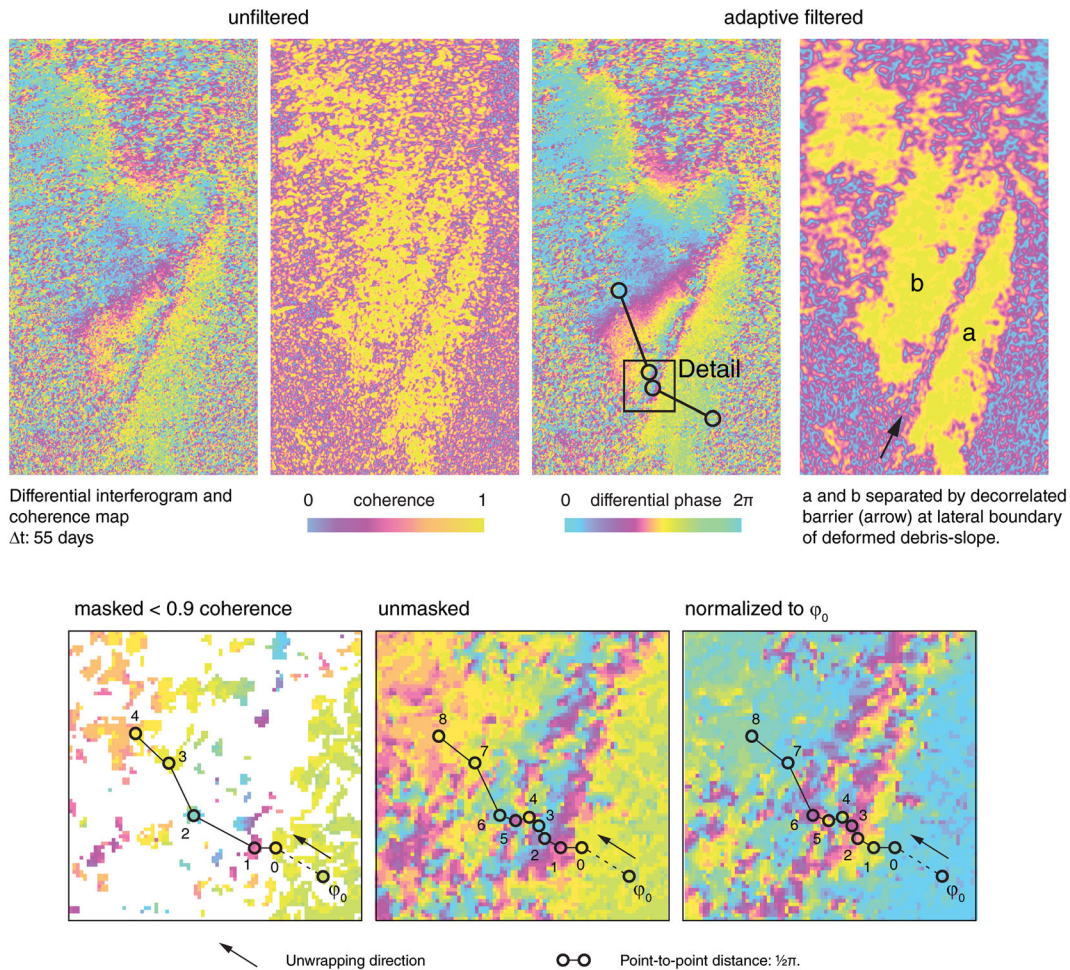 unfiltered
adaptive filtered
b
a
Detail
Differential interferogram and
coherence map
Δt: 55 days
0 coherence 1
0 differential phase 2π
a and b separated by decorrelated
barrier (arrow) at lateral boundary
of deformed debris-slope.
masked < 0.9 coherence
unmasked
normalized to φ₀
4
3
2
1
0
φ₀
8
7
6
5
4
3
2
1
0
φ₀
8
7
6
5
4
3
2
1
0
φ₀
Unwrapping direction
Point-to-point distance: ½π.